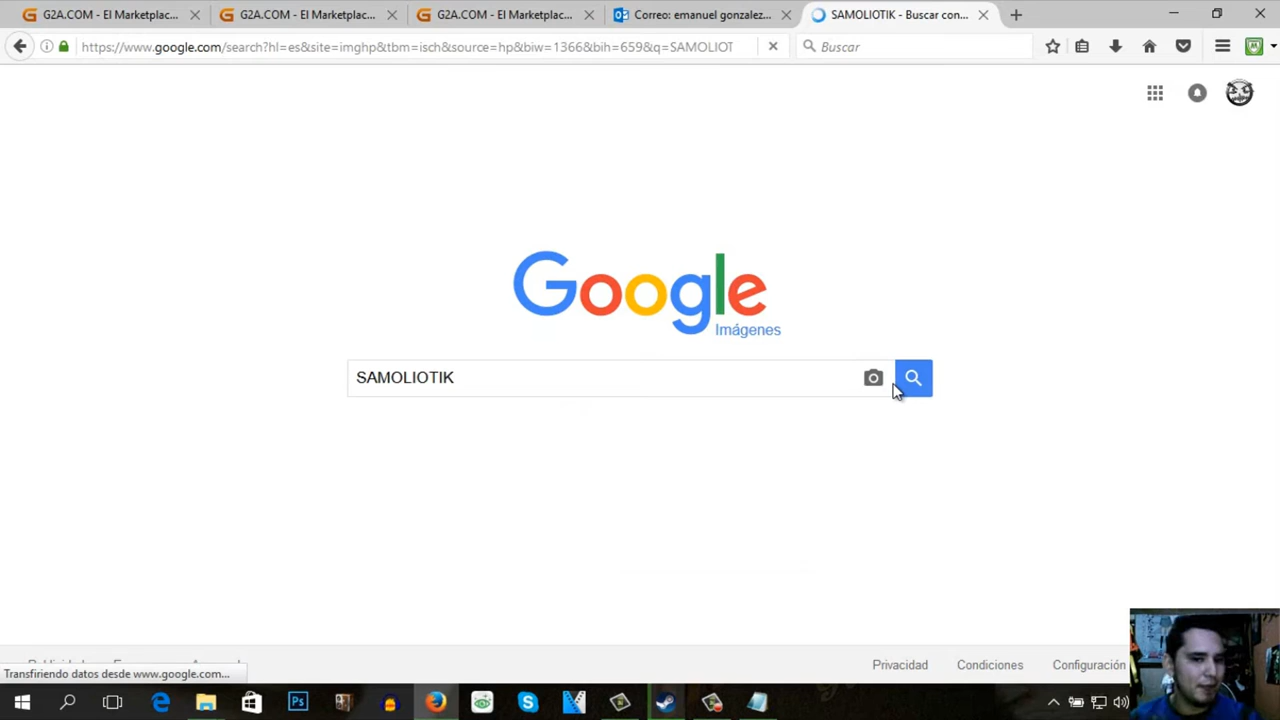 G2A.COM - El Marketplac...
G2A.COM - El Marketplac...
G2A.COM - El Marketplac...
Correo: emanuel gonzalez...
SAMOLIOTIK - Buscar con...
https://www.google.com/search?hl=es&site=imghp&tbm=isch&source=hp&biw=1366&bih=659&q=SAMOLIOT
Buscar
Google
Imágenes
SAMOLIOTIK
Privacidad
Condiciones
Configuración
Transfiriendo datos desde www.google.com...